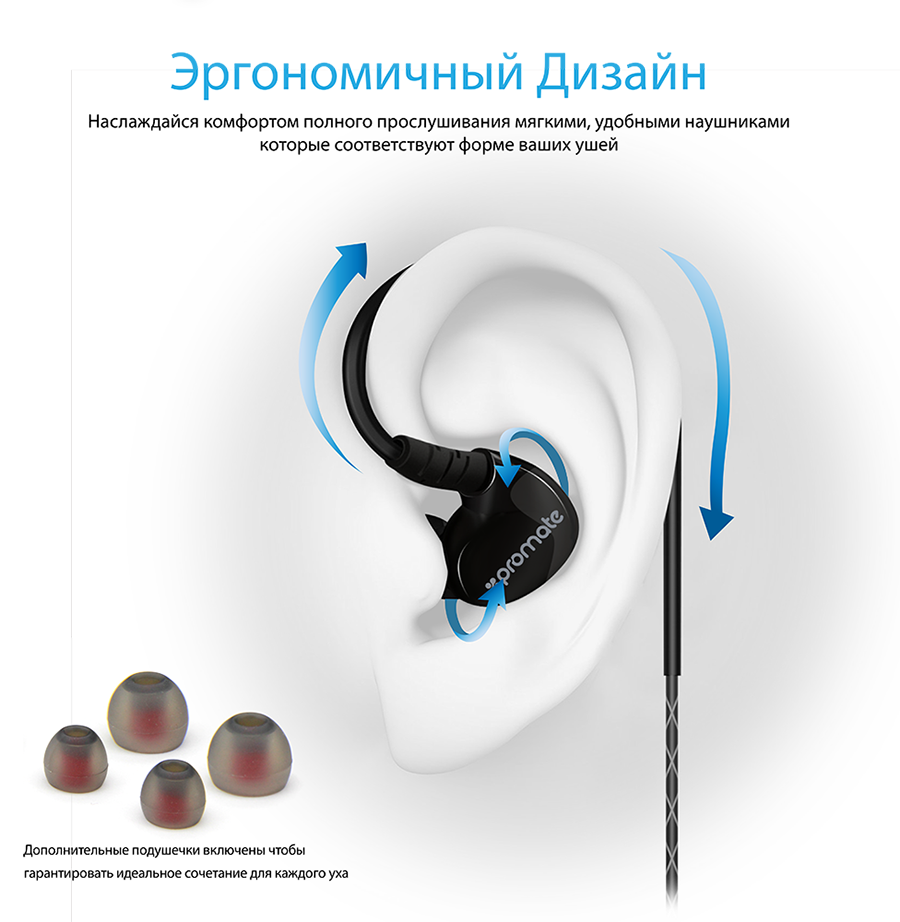 Эргономичный Дизайн
Наслаждайся комфортом полного прослушивания мягкими, удобными наушниками
которые соответствуют форме ваших ушей
promate
Дополнительные подушечки включены чтобы
гарантировать идеальное сочетание для каждого уха